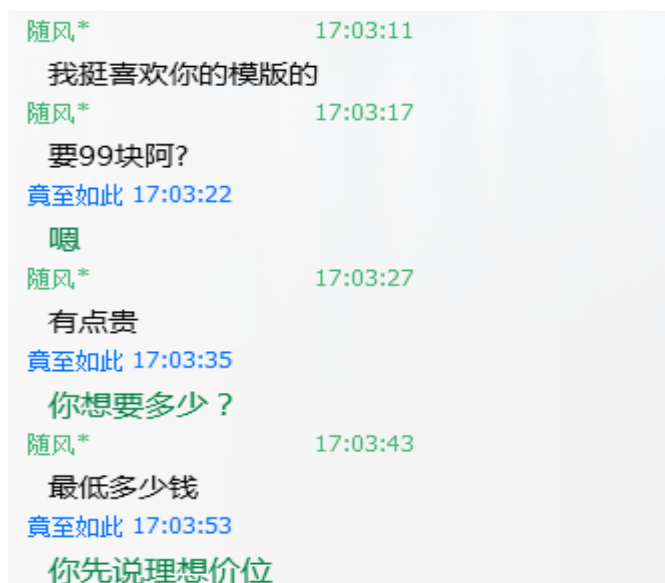 随风* 17:03:11
我挺喜欢你的模版的
随风* 17:03:17
要99块阿?
竟至如此 17:03:22
嗯
随风* 17:03:27
有点贵
竟至如此 17:03:35
你想要多少？
随风* 17:03:43
最低多少钱
竟至如此 17:03:53
你先说理想价位